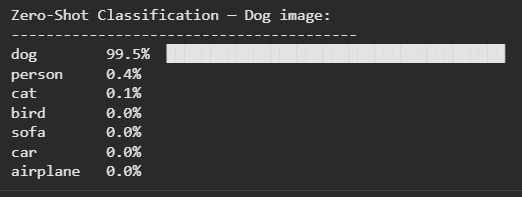 Zero-Shot Classification — Dog image:
----------------------------------------
dog        99.5%  ███████████████████████████████████████
person     0.4%
cat        0.1%
bird       0.0%
sofa       0.0%
car        0.0%
airplane   0.0%